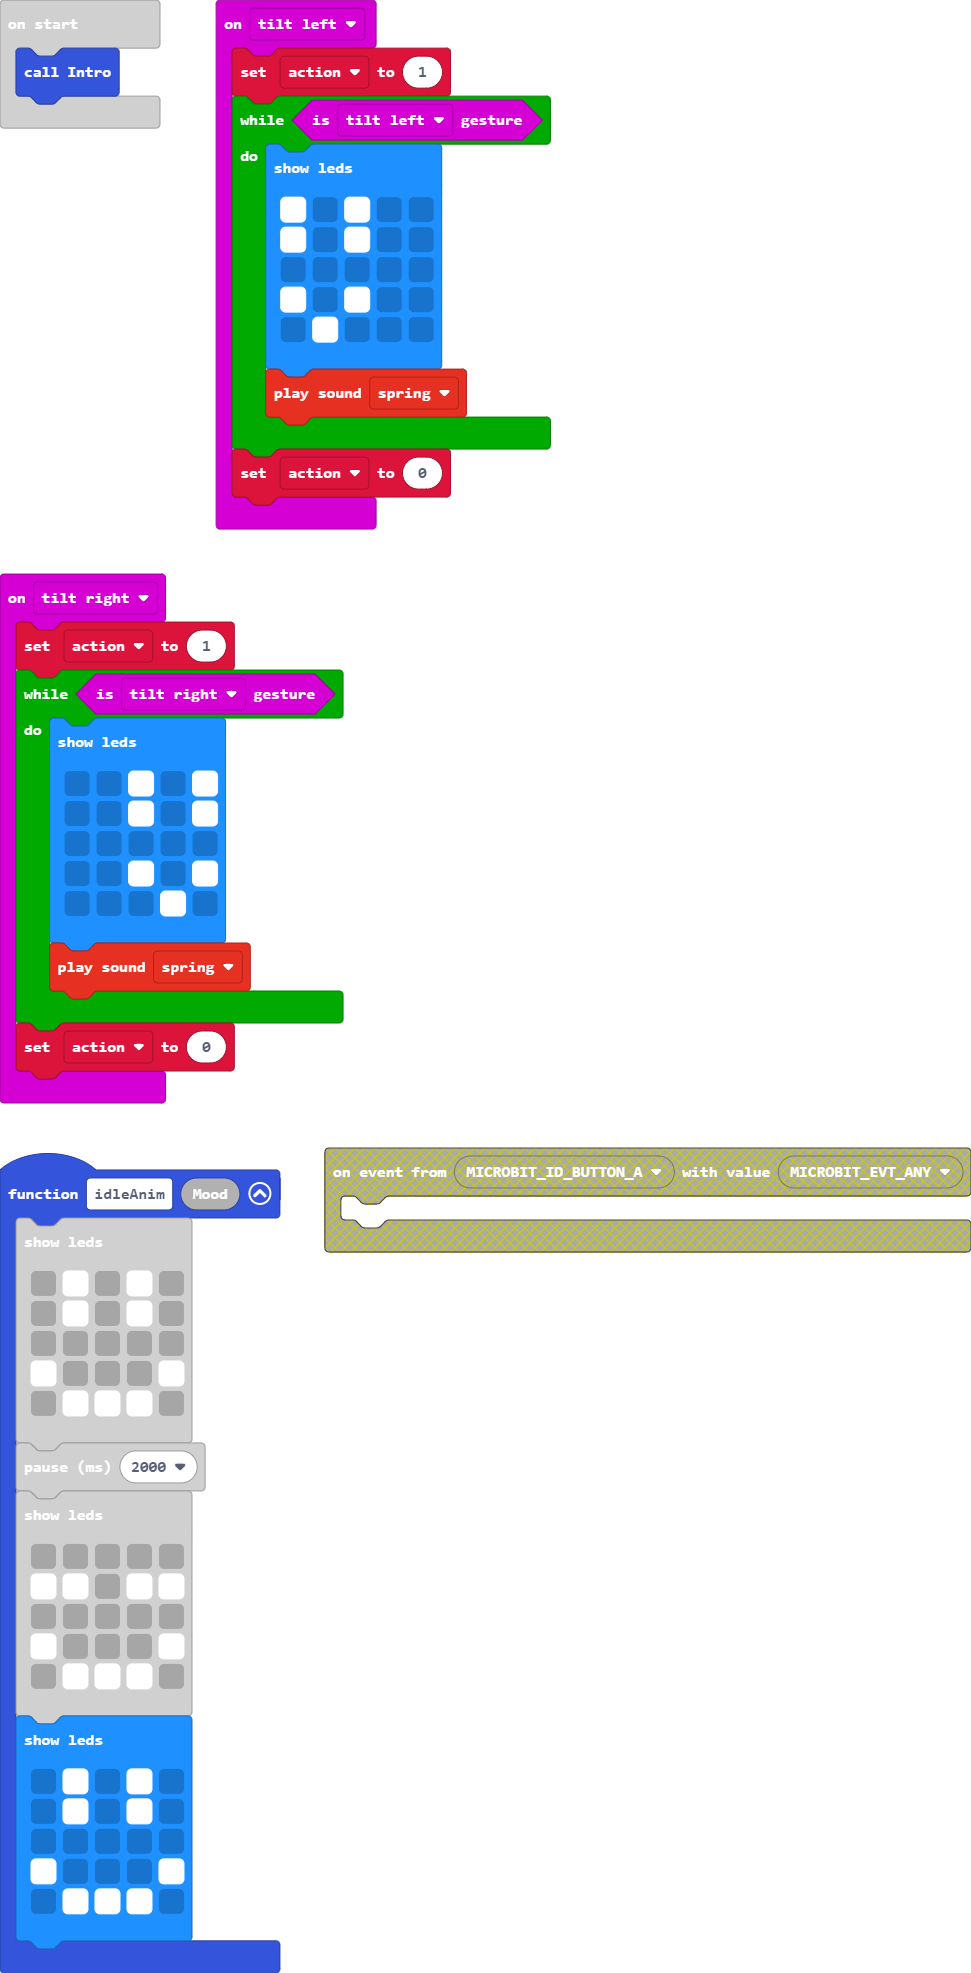 on start
call Intro
on tilt left
set action to 1
while is tilt left gesture
do
show leds
play sound spring
set action to 0
on tilt right
set action to 1
while is tilt right gesture
do
show leds
play sound spring
set action to 0
function idleAnim Mood
show leds
pause (ms) 2000
show leds
show leds
on event from MICROBIT_ID_BUTTON_A with value MICROBIT_EVT_ANY